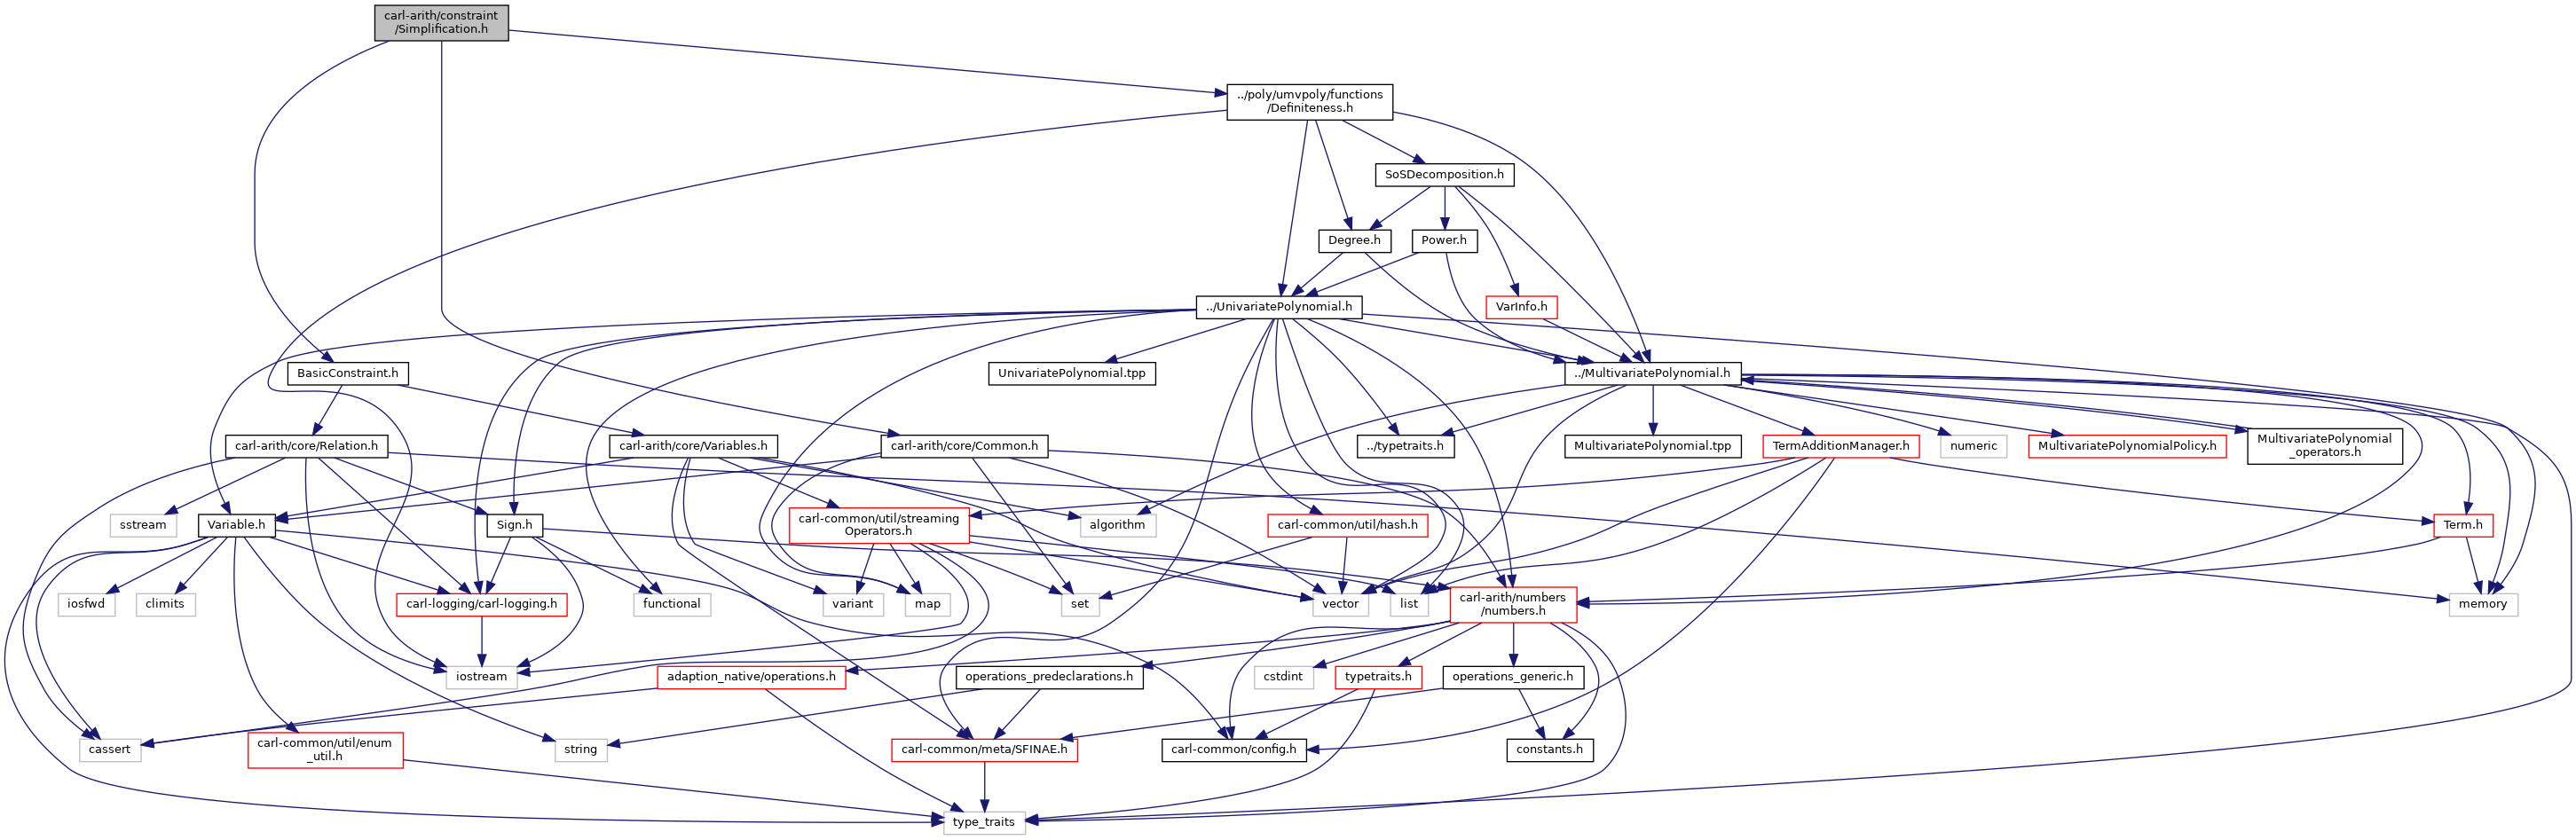 carl-arith/constraint
/Simplification.h
../poly/umvpoly/functions
/Definiteness.h
SoSDecomposition.h
Degree.h
Power.h
../UnivariatePolynomial.h
VarInfo.h
BasicConstraint.h
UnivariatePolynomial.tpp
../MultivariatePolynomial.h
carl-arith/core/Relation.h
carl-arith/core/Variables.h
carl-arith/core/Common.h
../typetraits.h
MultivariatePolynomial.tpp
TermAdditionManager.h
numeric
MultivariatePolynomialPolicy.h
MultivariatePolynomial
_operators.h
sstream
Variable.h
Sign.h
carl-common/util/streaming
Operators.h
algorithm
carl-common/util/hash.h
Term.h
iosfwd
climits
carl-logging/carl-logging.h
functional
variant
map
set
vector
list
carl-arith/numbers
/numbers.h
memory
iostream
adaption_native/operations.h
operations_predeclarations.h
cstdint
typetraits.h
operations_generic.h
cassert
carl-common/util/enum
_util.h
string
carl-common/meta/SFINAE.h
carl-common/config.h
constants.h
type_traits